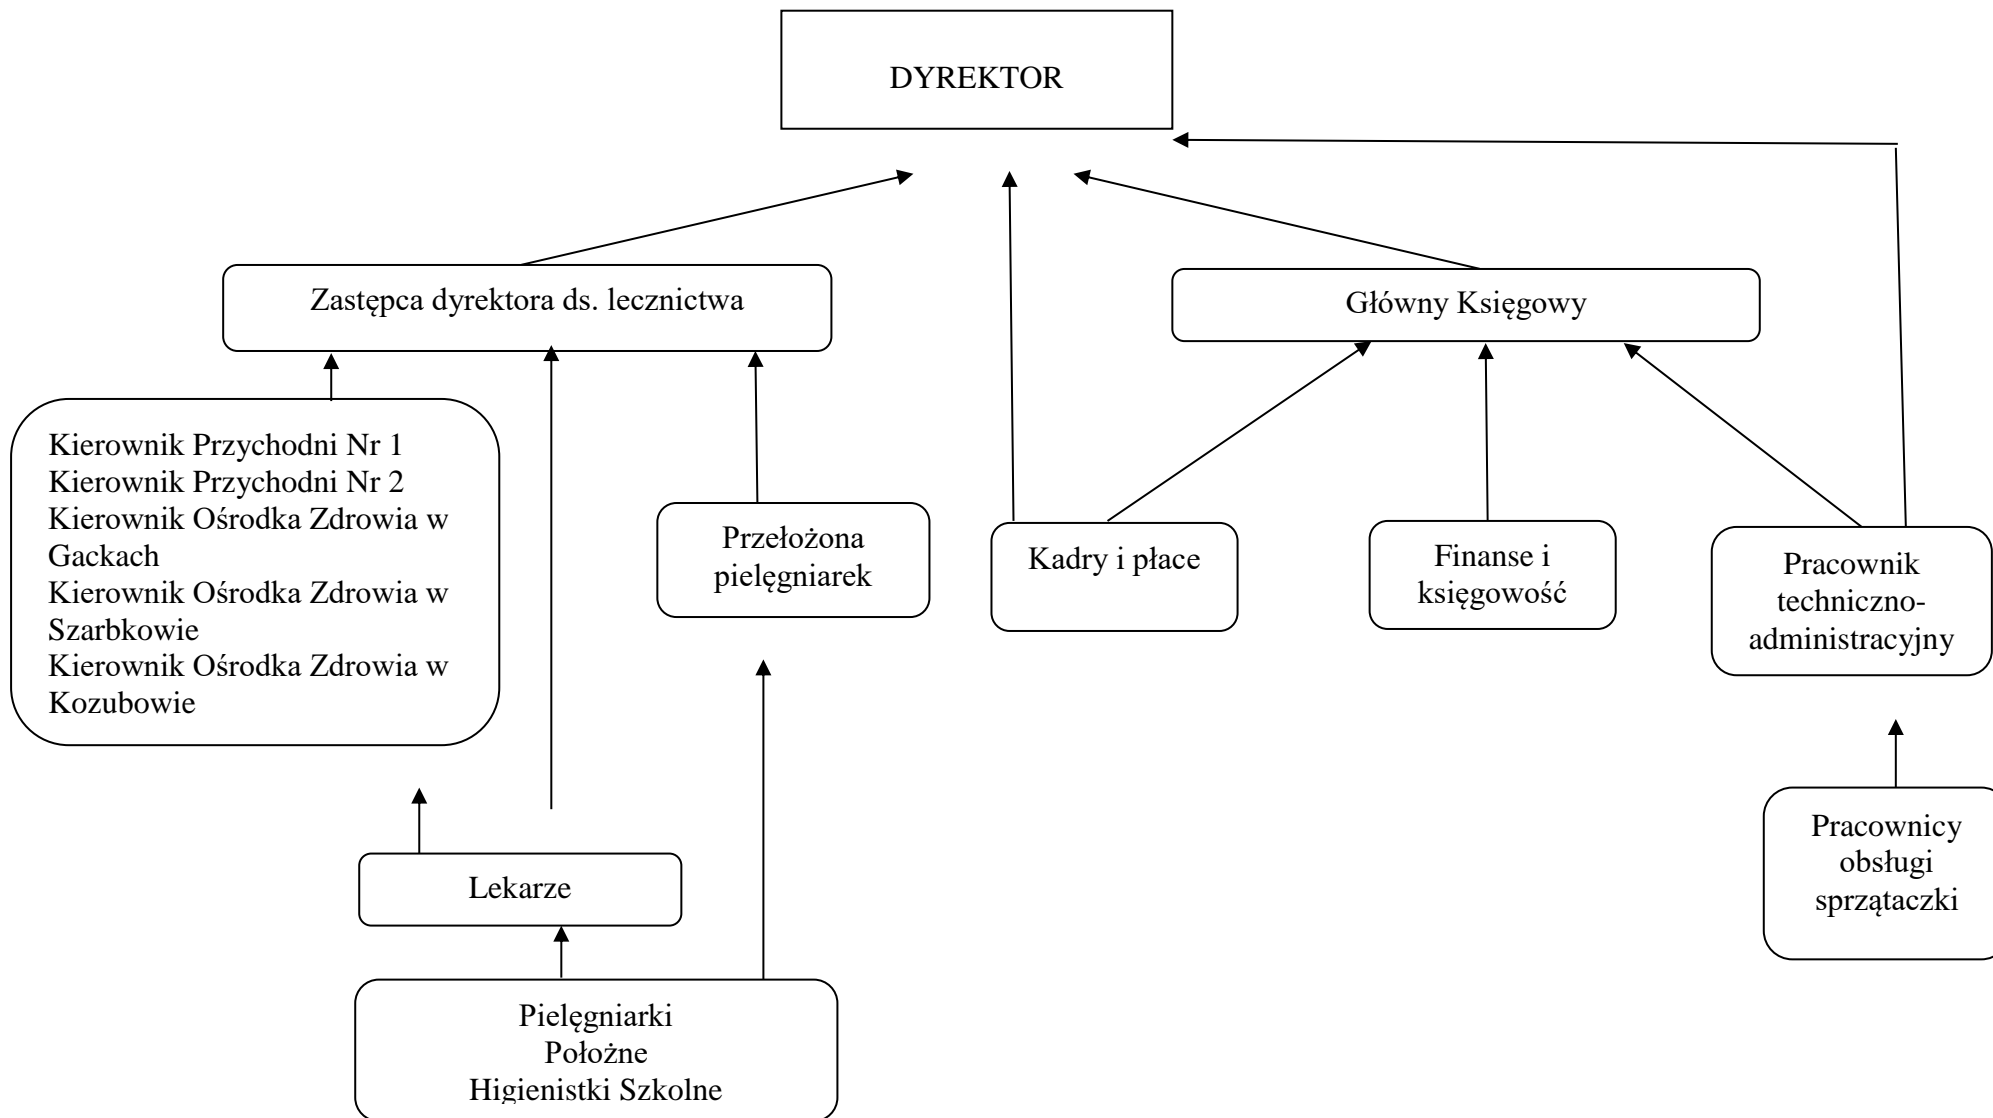 DYREKTOR
Zastępca dyrektora ds. lecznictwa
Główny Księgowy
Kierownik Przychodni Nr 1
Kierownik Przychodni Nr 2
Kierownik Ośrodka Zdrowia w
Gackach
Kierownik Ośrodka Zdrowia w
Szarbkowie
Kierownik Ośrodka Zdrowia w
Kozubowie
Przełożona
pielęgniarek
Kadry i płace
Finanse i
księgowość
Pracownik
techniczno-
administracyjny
Lekarze
Pracownicy
obsługi
sprzątaczki
Pielęgniarki
Położne
Higienistki Szkolne